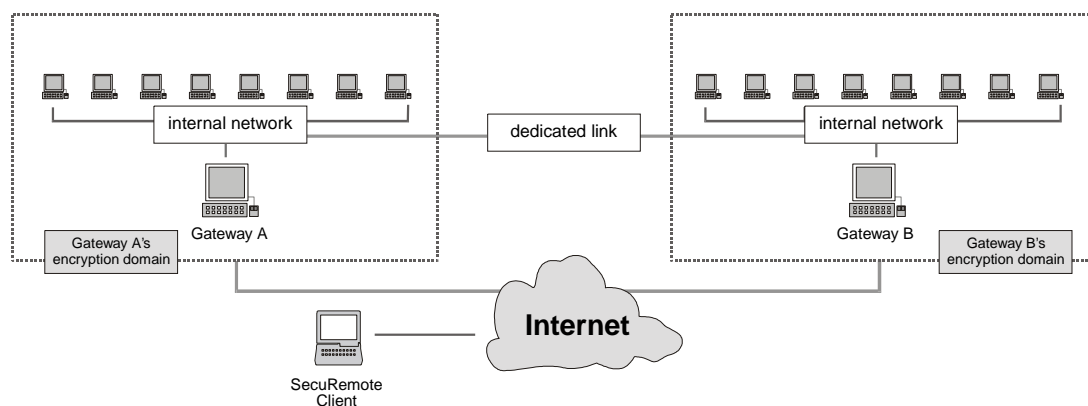 internal network
dedicated link
internal network
Gateway A
Gateway B
Gateway A's
encryption domain
Gateway B's
encryption domain
Internet
SecuRemote
Client